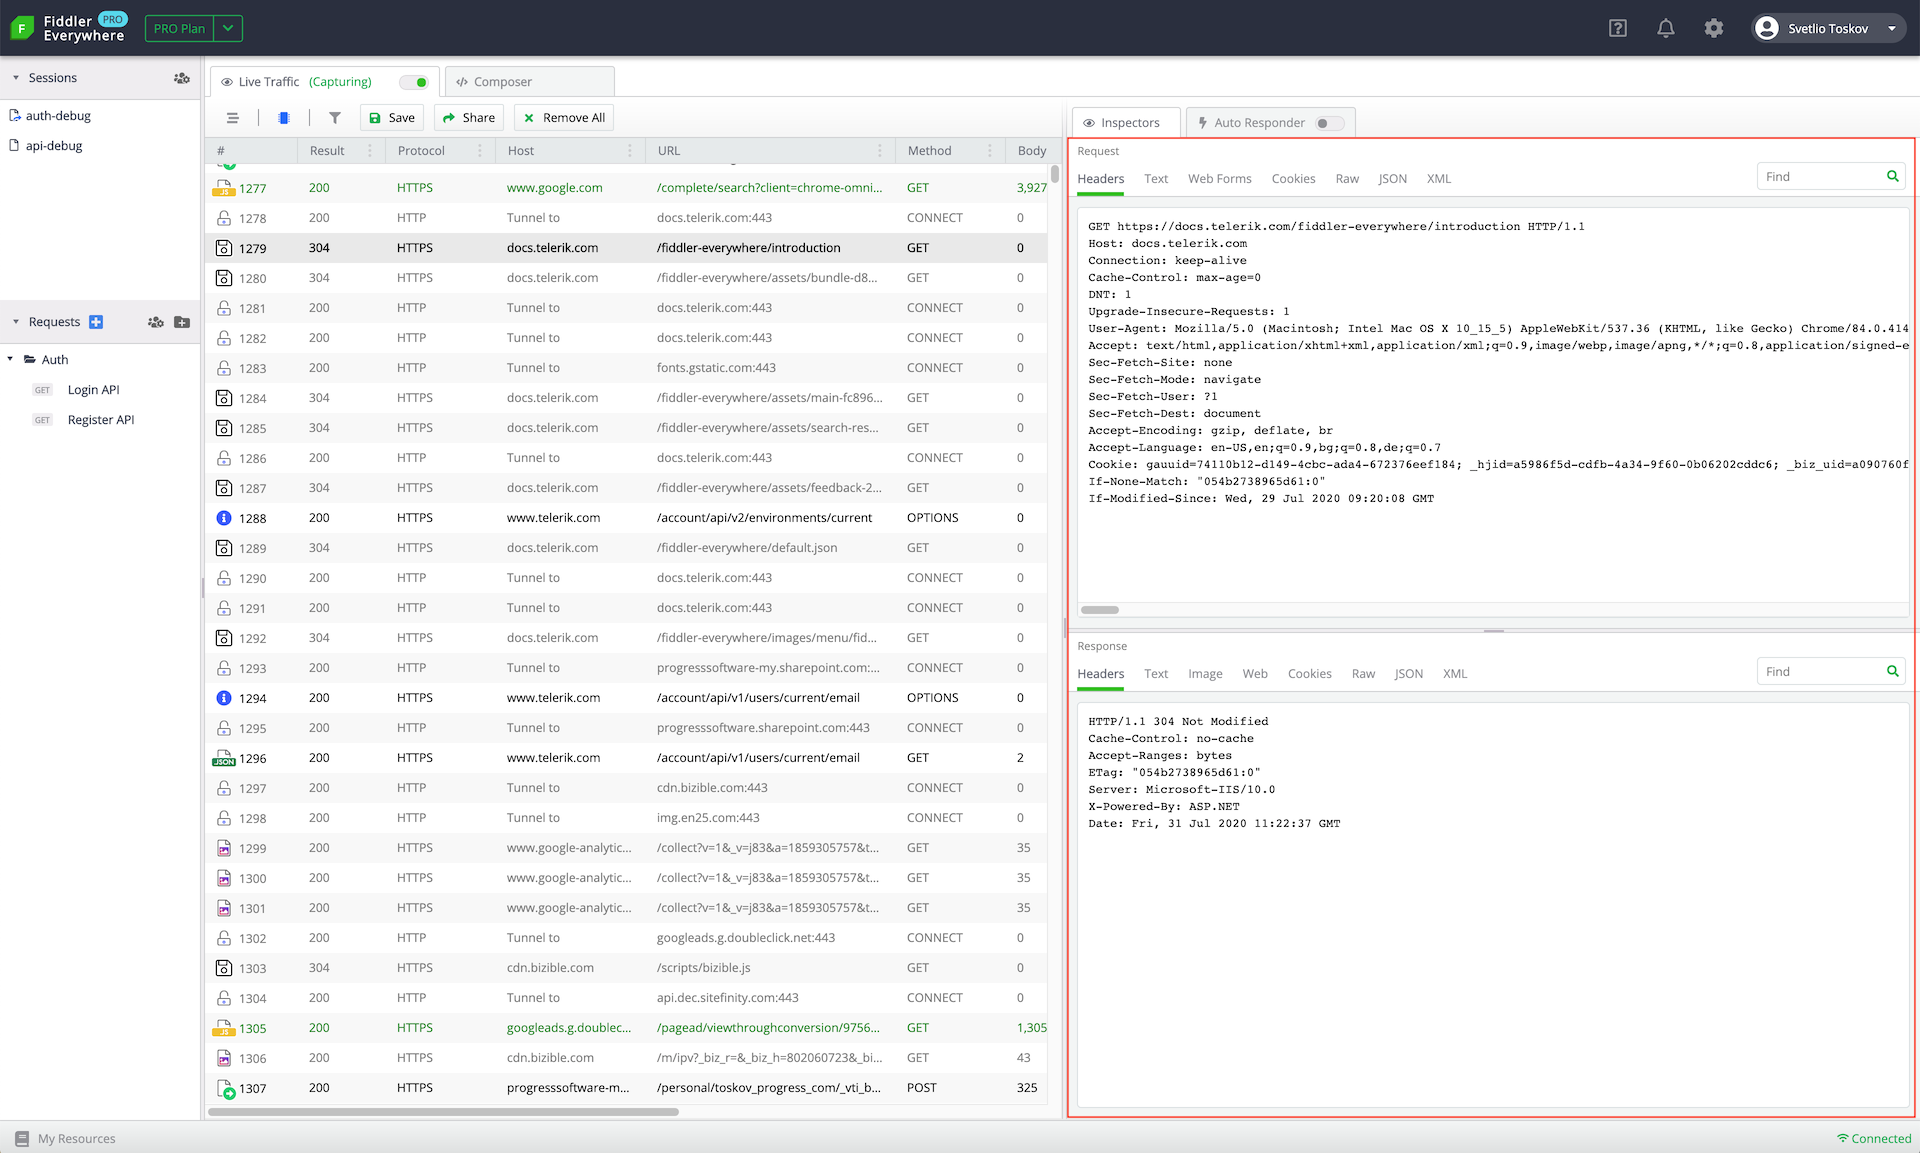 Fiddler PRO
Everywhere
PRO Plan
Svetlio Toskov
Sessions
auth-debug
api-debug
Requests
Auth
GET Login API
GET Register API
Live Traffic (Capturing)
Composer
Save
Share
Remove All
# Result Protocol Host URL Method Body
JS 1277 200 HTTPS www.google.com /complete/search?client=chrome-omni... GET 3,927
1278 200 HTTP Tunnel to docs.telerik.com:443 CONNECT 0
1279 304 HTTPS docs.telerik.com /fiddler-everywhere/introduction GET 0
1280 304 HTTPS docs.telerik.com /fiddler-everywhere/assets/bundle-d8... GET 0
1281 200 HTTP Tunnel to docs.telerik.com:443 CONNECT 0
1282 200 HTTP Tunnel to docs.telerik.com:443 CONNECT 0
1283 200 HTTP Tunnel to fonts.gstatic.com:443 CONNECT 0
1284 304 HTTPS docs.telerik.com /fiddler-everywhere/assets/main-fc896... GET 0
1285 304 HTTPS docs.telerik.com /fiddler-everywhere/assets/search-res... GET 0
1286 200 HTTP Tunnel to docs.telerik.com:443 CONNECT 0
1287 304 HTTPS docs.telerik.com /fiddler-everywhere/assets/feedback-2... GET 0
1288 200 HTTPS www.telerik.com /account/api/v2/environments/current OPTIONS 0
1289 304 HTTPS docs.telerik.com /fiddler-everywhere/default.json GET 0
1290 200 HTTP Tunnel to docs.telerik.com:443 CONNECT 0
1291 200 HTTP Tunnel to docs.telerik.com:443 CONNECT 0
1292 304 HTTPS docs.telerik.com /fiddler-everywhere/images/menu/fid... GET 0
1293 200 HTTP Tunnel to progresssoftware-my.sharepoint.com:... CONNECT 0
1294 200 HTTPS www.telerik.com /account/api/v1/users/current/email OPTIONS 0
1295 200 HTTP Tunnel to progresssoftware.sharepoint.com:443 CONNECT 0
JSON 1296 200 HTTPS www.telerik.com /account/api/v1/users/current/email GET 2
1297 200 HTTP Tunnel to cdn.bizible.com:443 CONNECT 0
1298 200 HTTP Tunnel to img.en25.com:443 CONNECT 0
1299 200 HTTPS www.google-analytic... /collect?v=1&_v=j83&a=1859305757&t... GET 35
1300 200 HTTPS www.google-analytic... /collect?v=1&_v=j83&a=1859305757&t... GET 35
1301 200 HTTPS www.google-analytic... /collect?v=1&_v=j83&a=1859305757&t... GET 35
1302 200 HTTP Tunnel to googleads.g.doubleclick.net:443 CONNECT 0
1303 304 HTTPS cdn.bizible.com /scripts/bizible.js GET 0
1304 200 HTTP Tunnel to api.dec.sitefinity.com:443 CONNECT 0
JS 1305 200 HTTPS googleads.g.doublec... /pagead/viewthroughconversion/9756... GET 1,305
1306 200 HTTPS cdn.bizible.com /m/ipv?_biz_r=&_biz_h=802060723&_bi... GET 43
1307 200 HTTPS progresssoftware-m... /personal/toskov_progress_com/_vti_b... POST 325
Inspectors
Auto Responder
Request
Headers Text Web Forms Cookies Raw JSON XML
Find
GET https://docs.telerik.com/fiddler-everywhere/introduction HTTP/1.1
Host: docs.telerik.com
Connection: keep-alive
Cache-Control: max-age=0
DNT: 1
Upgrade-Insecure-Requests: 1
User-Agent: Mozilla/5.0 (Macintosh; Intel Mac OS X 10_15_5) AppleWebKit/537.36 (KHTML, like Gecko) Chrome/84.0.414
Accept: text/html,application/xhtml+xml,application/xml;q=0.9,image/webp,image/apng,*/*;q=0.8,application/signed-e
Sec-Fetch-Site: none
Sec-Fetch-Mode: navigate
Sec-Fetch-User: ?1
Sec-Fetch-Dest: document
Accept-Encoding: gzip, deflate, br
Accept-Language: en-US,en;q=0.9,bg;q=0.8,de;q=0.7
Cookie: gauuid=74110b12-d149-4cbc-ada4-672376eef184; _hjid=a5986f5d-cdfb-4a34-9f60-0b06202cddc6; _biz_uid=a090760f
If-None-Match: "054b2738965d61:0"
If-Modified-Since: Wed, 29 Jul 2020 09:20:08 GMT
Response
Headers Text Image Web Cookies Raw JSON XML
Find
HTTP/1.1 304 Not Modified
Cache-Control: no-cache
Accept-Ranges: bytes
ETag: "054b2738965d61:0"
Server: Microsoft-IIS/10.0
X-Powered-By: ASP.NET
Date: Fri, 31 Jul 2020 11:22:37 GMT
My Resources
Connected